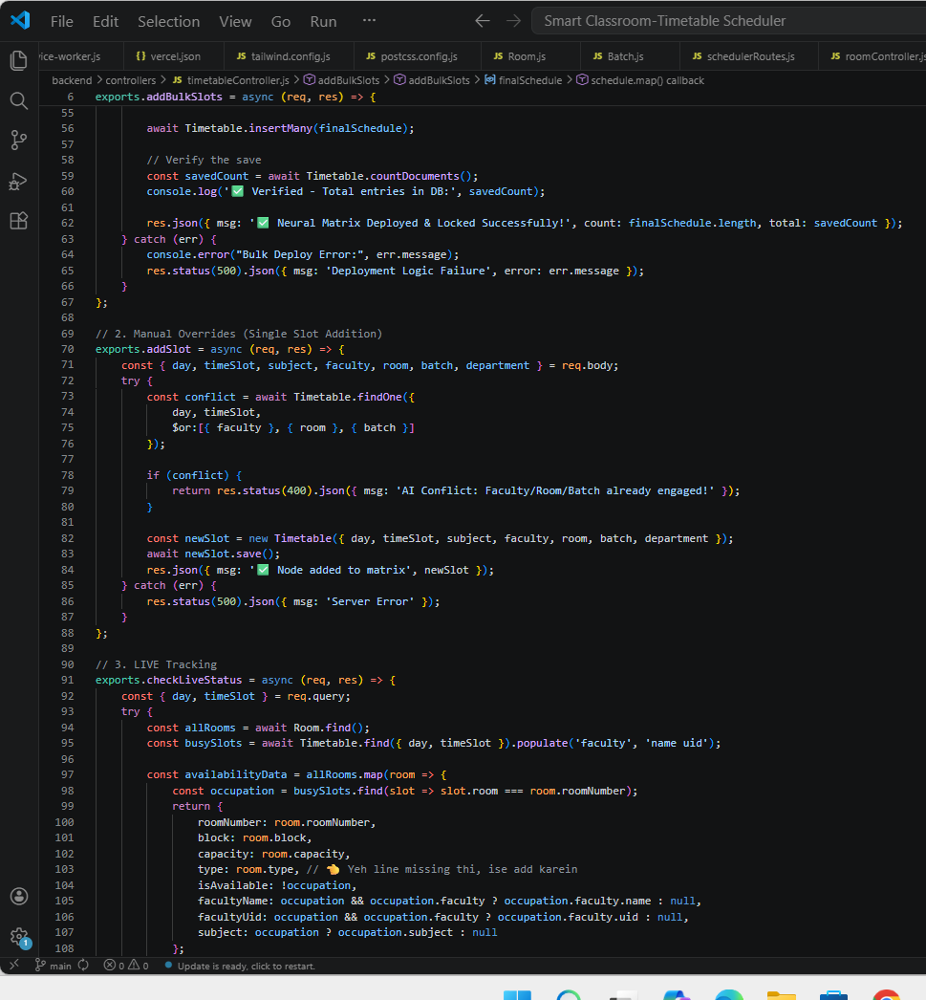 File Edit Selection View Go Run ··· Smart Classroom-Timetable Scheduler
vice-worker.js {} vercel.json JS tailwind.config.js JS postcss.config.js JS Room.js JS Batch.js JS schedulerRoutes.js JS roomController.js
backend > controllers > JS timetableController.js > addBulkSlots > addBulkSlots > finalSchedule > schedule.map() callback
6 exports.addBulkSlots = async (req, res) => {
55
56 await Timetable.insertMany(finalSchedule);
57
58 // Verify the save
59 const savedCount = await Timetable.countDocuments();
60 console.log('✅ Verified - Total entries in DB:', savedCount);
61
62 res.json({ msg: '✅ Neural Matrix Deployed & Locked Successfully!', count: finalSchedule.length, total: savedCount });
63 } catch (err) {
64 console.error("Bulk Deploy Error:", err.message);
65 res.status(500).json({ msg: 'Deployment Logic Failure', error: err.message });
66 }
67 };
68
69 // 2. Manual Overrides (Single Slot Addition)
70 exports.addSlot = async (req, res) => {
71 const { day, timeSlot, subject, faculty, room, batch, department } = req.body;
72 try {
73 const conflict = await Timetable.findOne({
74 day, timeSlot,
75 $or:[{ faculty }, { room }, { batch }]
76 });
77
78 if (conflict) {
79 return res.status(400).json({ msg: 'AI Conflict: Faculty/Room/Batch already engaged!' });
80 }
81
82 const newSlot = new Timetable({ day, timeSlot, subject, faculty, room, batch, department });
83 await newSlot.save();
84 res.json({ msg: '✅ Node added to matrix', newSlot });
85 } catch (err) {
86 res.status(500).json({ msg: 'Server Error' });
87 }
88 };
89
90 // 3. LIVE Tracking
91 exports.checkLiveStatus = async (req, res) => {
92 const { day, timeSlot } = req.query;
93 try {
94 const allRooms = await Room.find();
95 const busySlots = await Timetable.find({ day, timeSlot }).populate('faculty', 'name uid');
96
97 const availabilityData = allRooms.map(room => {
98 const occupation = busySlots.find(slot => slot.room === room.roomNumber);
99 return {
100 roomNumber: room.roomNumber,
101 block: room.block,
102 capacity: room.capacity,
103 type: room.type, // 👈 Yeh line missing thi, ise add karein
104 isAvailable: !occupation,
105 facultyName: occupation && occupation.faculty ? occupation.faculty.name : null,
106 facultyUid: occupation && occupation.faculty ? occupation.faculty.uid : null,
107 subject: occupation ? occupation.subject : null
108 };
1
main 0 0 Update is ready, click to restart.